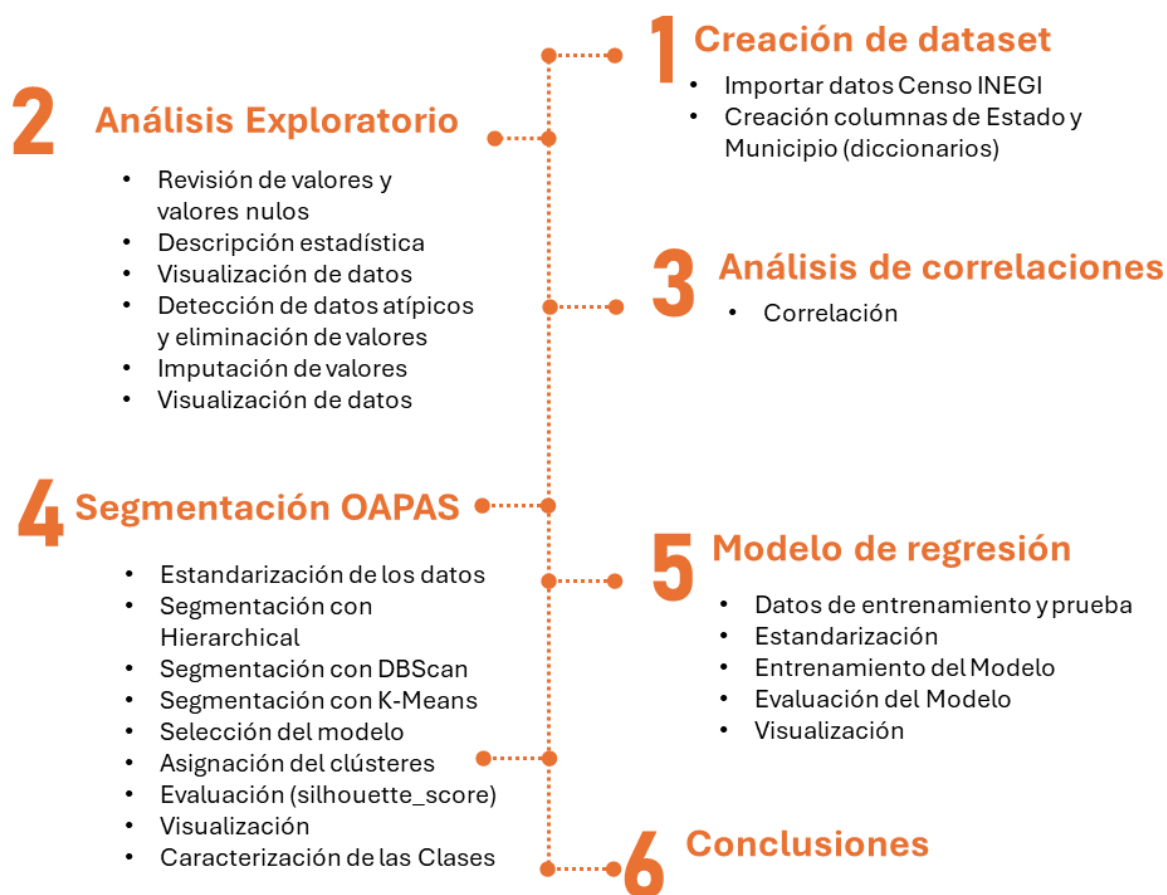 1 Creación de dataset
• Importar datos Censo INEGI
• Creación columnas de Estado y
Municipio (diccionarios)
2 Análisis Exploratorio
• Revisión de valores y
valores nulos
• Descripción estadística
• Visualización de datos
• Detección de datos atípicos
y eliminación de valores
• Imputación de valores
• Visualización de datos
3 Análisis de correlaciones
• Correlación
4 Segmentación OAPAS
• Estandarización de los datos
• Segmentación con
Hierarchical
• Segmentación con DBScan
• Segmentación con K-Means
• Selección del modelo
• Asignación del clústeres
• Evaluación (silhouette_score)
• Visualización
• Caracterización de las Clases
5 Modelo de regresión
• Datos de entrenamiento y prueba
• Estandarización
• Entrenamiento del Modelo
• Evaluación del Modelo
• Visualización
6 Conclusiones